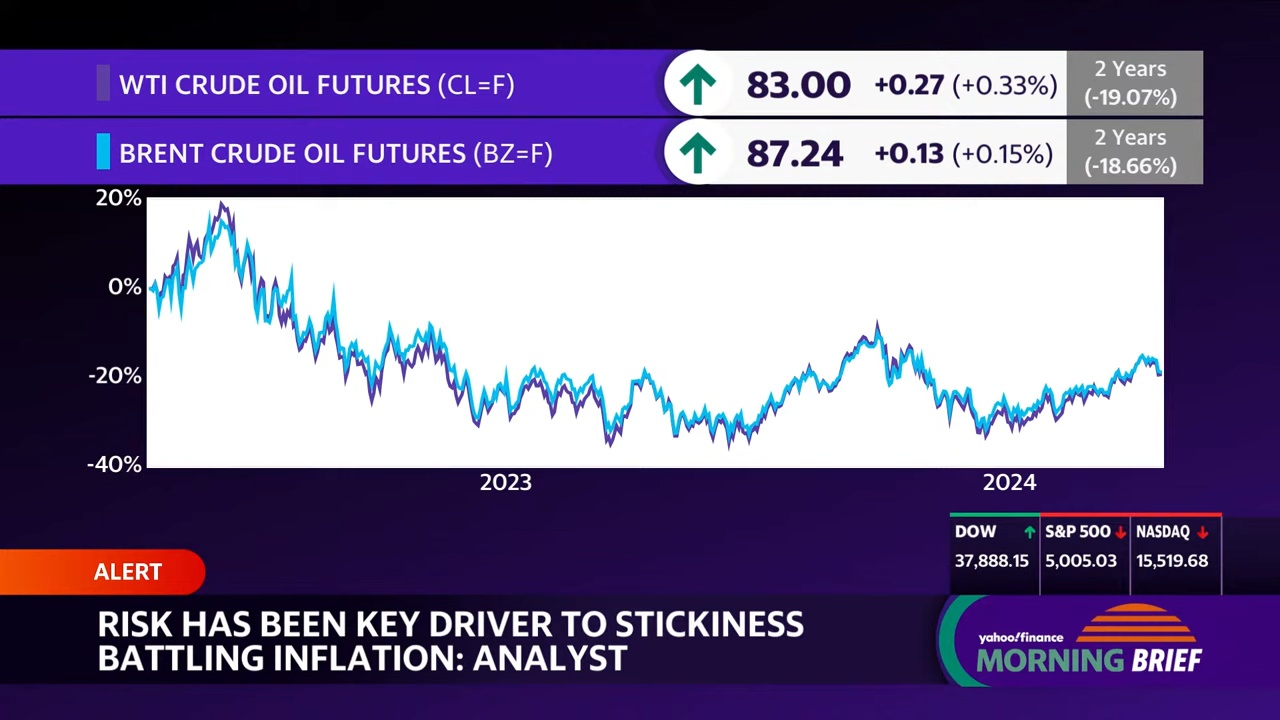 WTI CRUDE OIL FUTURES (CL=F) 83.00 +0.27 (+0.33%) 2 Years
(-19.07%)
BRENT CRUDE OIL FUTURES (BZ=F) 87.24 +0.13 (+0.15%) 2 Years
(-18.66%)
20%
0%
-20%
-40%
2023 2024
DOW S&P 500 NASDAQ
37,888.15 5,005.03 15,519.68
ALERT
RISK HAS BEEN KEY DRIVER TO STICKINESS
BATTLING INFLATION: ANALYST
yahoo!finance
MORNING BRIEF